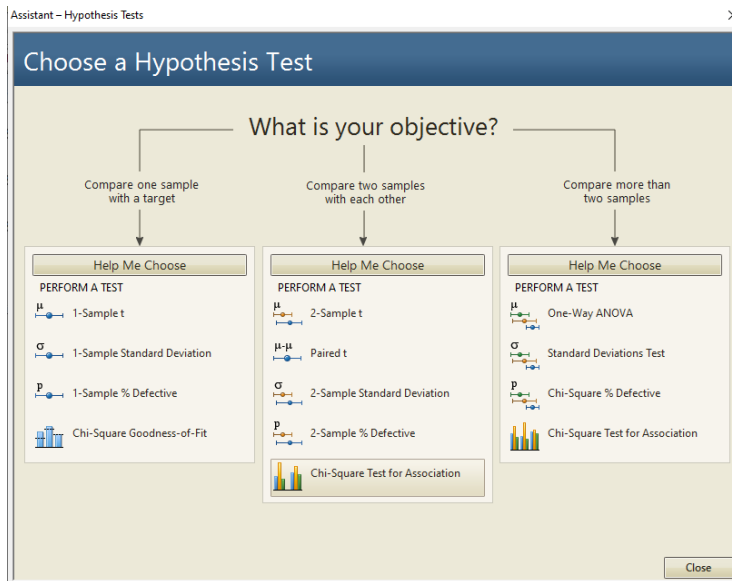 Assistant – Hypothesis Tests
Choose a Hypothesis Test
What is your objective?
Compare one sample
with a target
Compare two samples
with each other
Compare more than
two samples
Help Me Choose
PERFORM A TEST
μ
1-Sample t
σ
1-Sample Standard Deviation
p
1-Sample % Defective
Chi-Square Goodness-of-Fit
Help Me Choose
PERFORM A TEST
μ
2-Sample t
μ-μ
Paired t
σ
2-Sample Standard Deviation
p
2-Sample % Defective
Chi-Square Test for Association
Help Me Choose
PERFORM A TEST
μ
One-Way ANOVA
σ
Standard Deviations Test
p
Chi-Square % Defective
Chi-Square Test for Association
Close